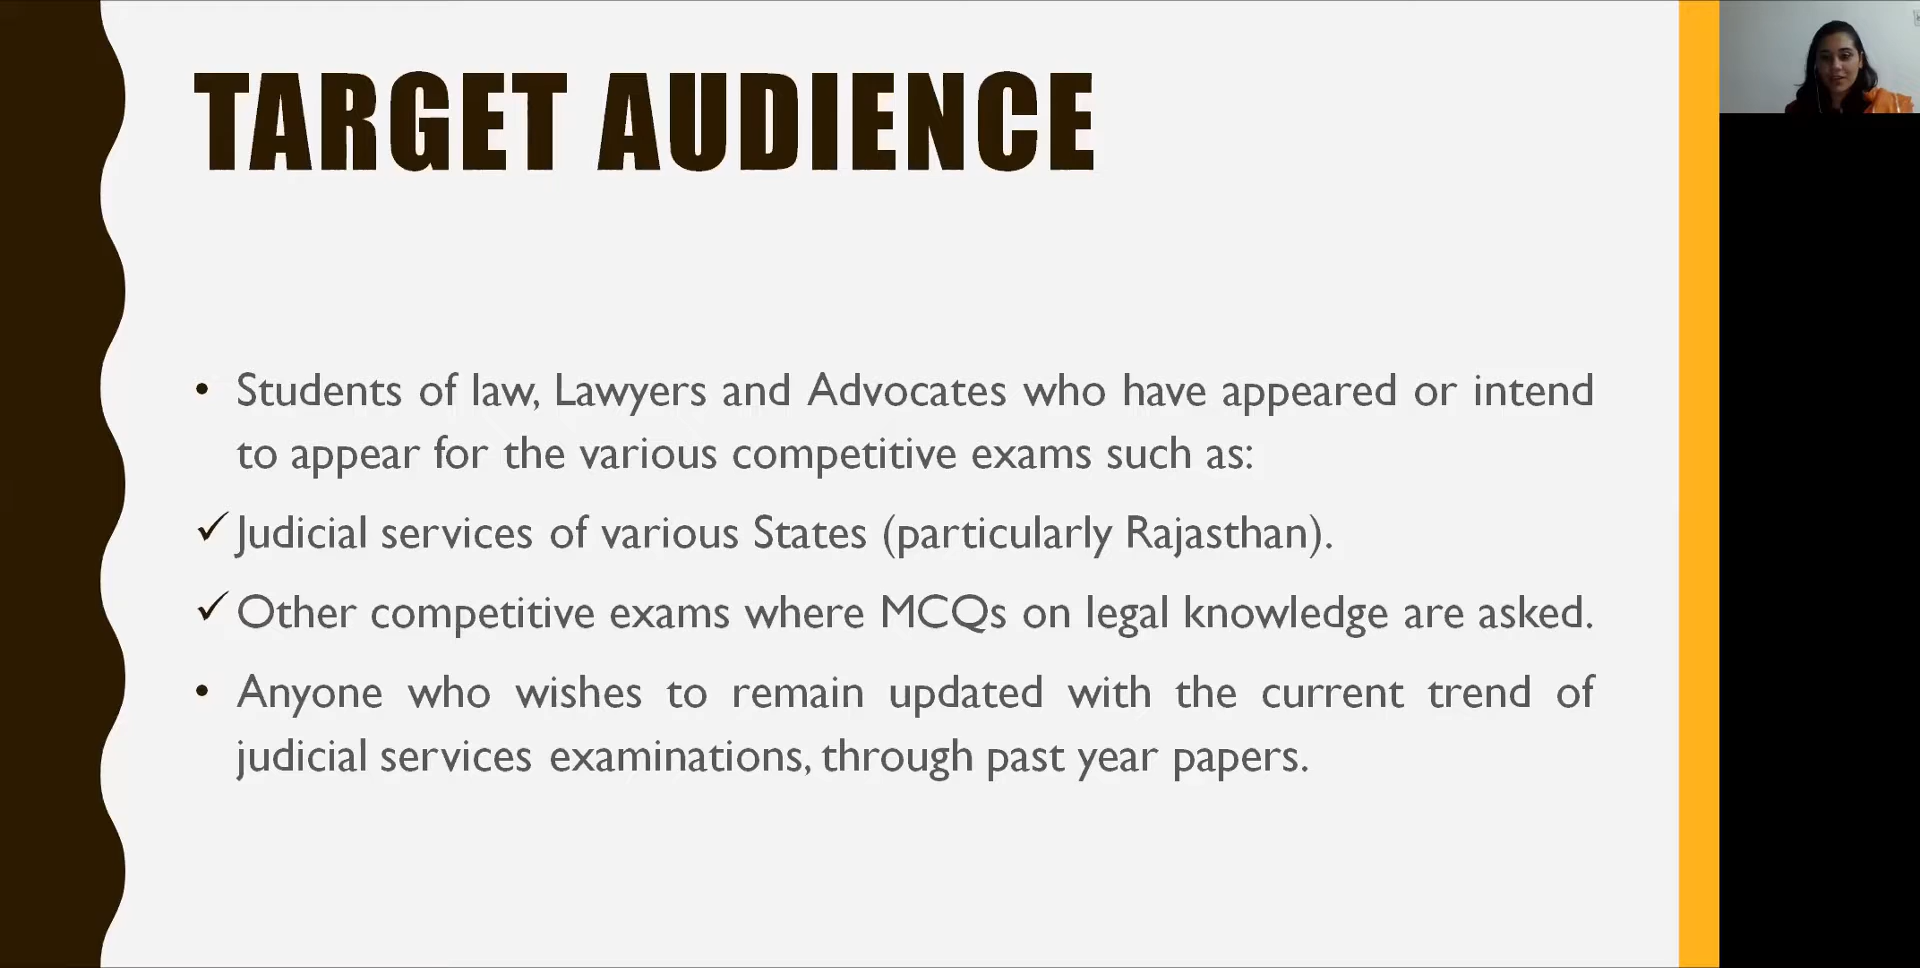 TARGET AUDIENCE
• Students of law, Lawyers and Advocates who have appeared or intend
to appear for the various competitive exams such as:
✓ Judicial services of various States (particularly Rajasthan).
✓ Other competitive exams where MCQs on legal knowledge are asked.
• Anyone who wishes to remain updated with the current trend of
judicial services examinations, through past year papers.